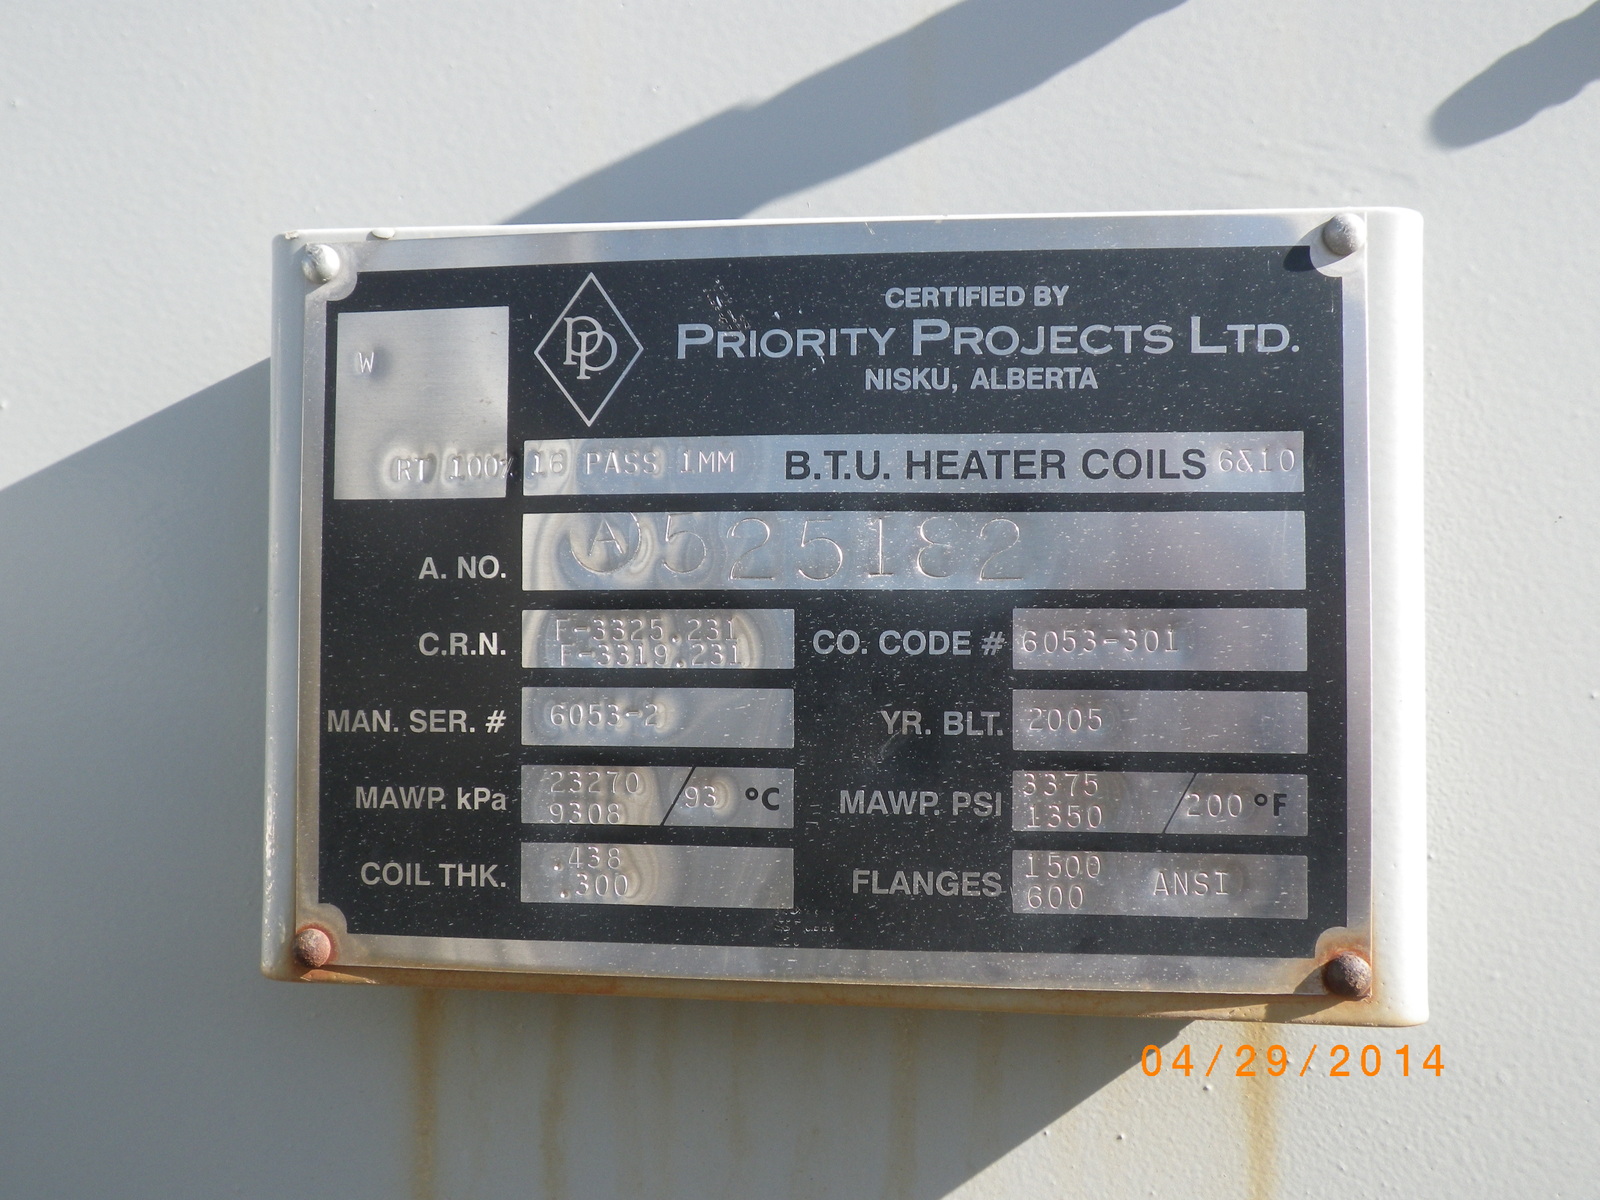 W
RT 100%
PP
CERTIFIED BY
PRIORITY PROJECTS LTD.
NISKU, ALBERTA
16 PASS 1MM B.T.U. HEATER COILS 6&10
A. NO. A 525182
C.R.N. F-3325.231
F-3319.231
CO. CODE # 6053-301
MAN. SER. # 6053-2
YR. BLT. 2005
MAWP. kPa 23270
9308 / 93 °C
MAWP. PSI 3375
1350 / 200 °F
COIL THK. .438
.300
FLANGES 1500
600 ANSI
04/29/2014